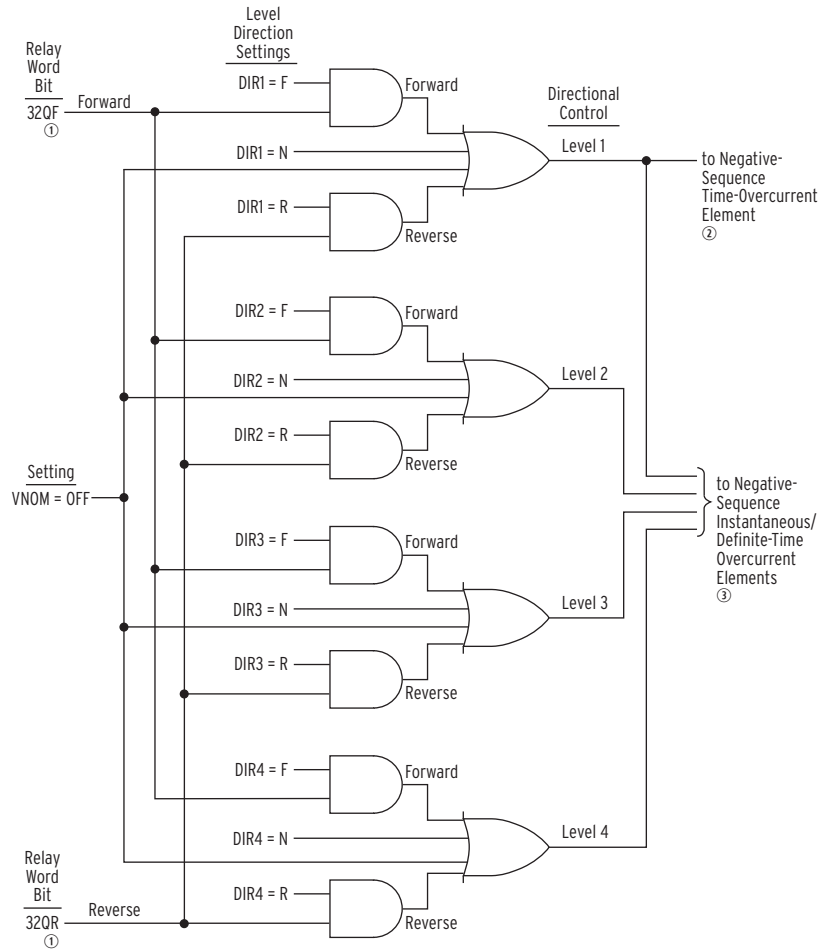 Level
Direction
Settings
Relay
Word
Bit
32QF
①
Forward
DIR1 = F
Forward
DIR1 = N
DIR1 = R
Reverse
Directional
Control
Level 1
to Negative-
Sequence
Time-Overcurrent
Element
②
DIR2 = F
Forward
DIR2 = N
DIR2 = R
Reverse
Level 2
Setting
VNOM = OFF
to Negative-
Sequence
Instantaneous/
Definite-Time
Overcurrent
Elements
③
DIR3 = F
Forward
DIR3 = N
DIR3 = R
Reverse
Level 3
DIR4 = F
Forward
DIR4 = N
DIR4 = R
Reverse
Level 4
Relay
Word
Bit
32QR
①
Reverse